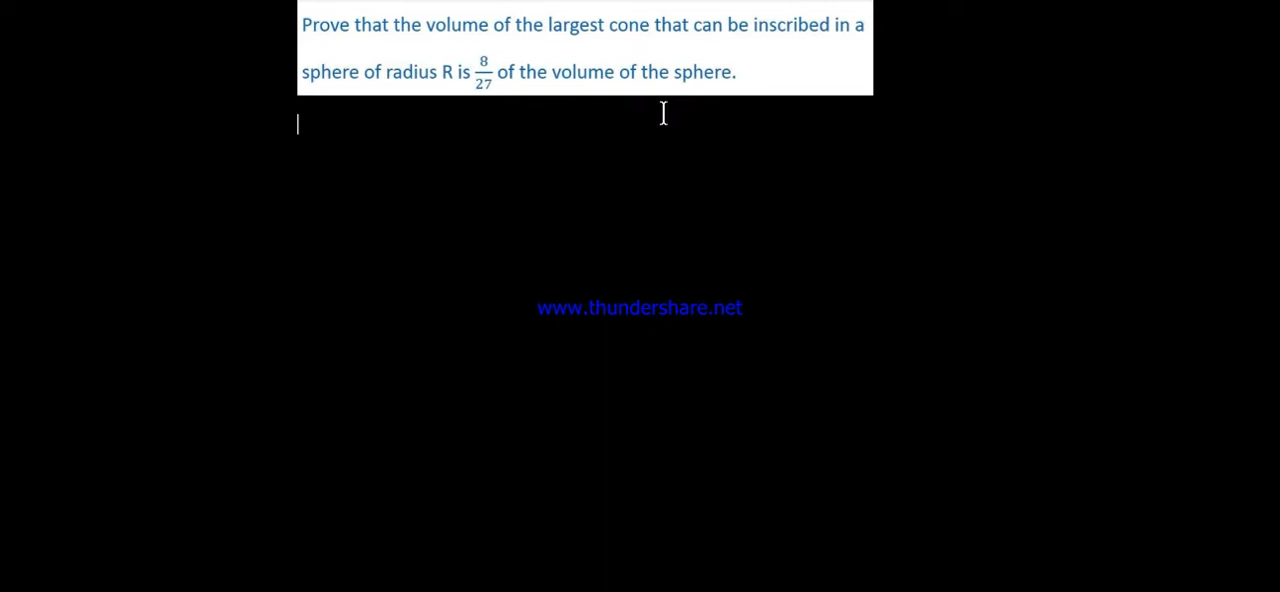 Prove that the volume of the largest cone that can be inscribed in a
sphere of radius R is 8/27 of the volume of the sphere.
www.thundershare.net